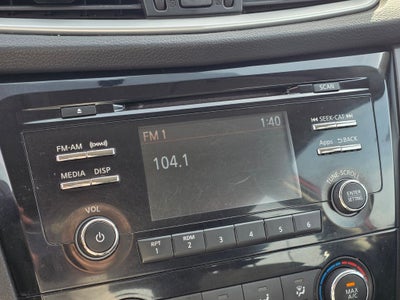 SCAN
FM-AM
SEEK-CAT
FM 1 1:40
Apps BACK
104.1
MEDIA DISP
TUNE-SCROLL
ENTER
SETTING
VOL
RPT RDM
1 2 3 4 5 6
MAX
A/C